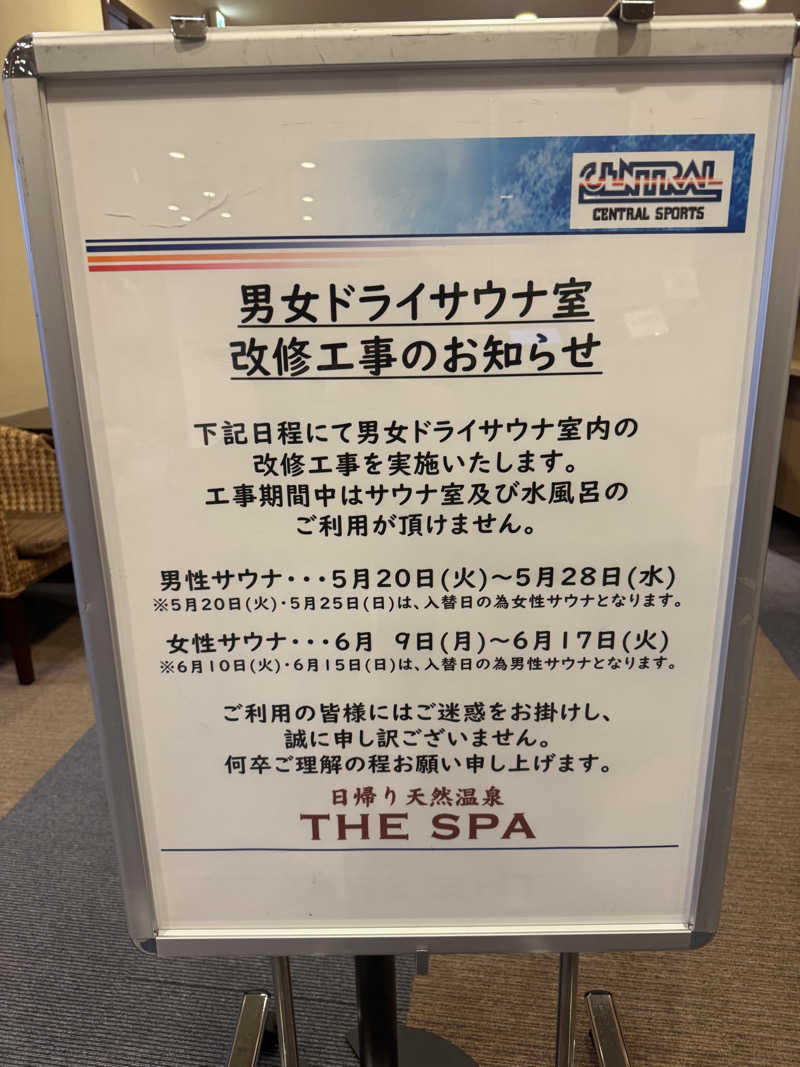 CENTRAL
CENTRAL SPORTS
男女ドライサウナ室
改修工事のお知らせ
下記日程にて男女ドライサウナ室内の
改修工事を実施いたします。
工事期間中はサウナ室及び水風呂の
ご利用が頂けません。
男性サウナ・・・5月20日(火)～5月28日(水)
※5月20日(火)・5月25日(日)は、入替日の為女性サウナとなります。
女性サウナ・・・6月 9日(月)～6月17日(火)
※6月10日(火)・6月15日(日)は、入替日の為男性サウナとなります。
ご利用の皆様にはご迷惑をお掛けし、
誠に申し訳ございません。
何卒ご理解の程お願い申し上げます。
日帰り天然温泉
THE SPA